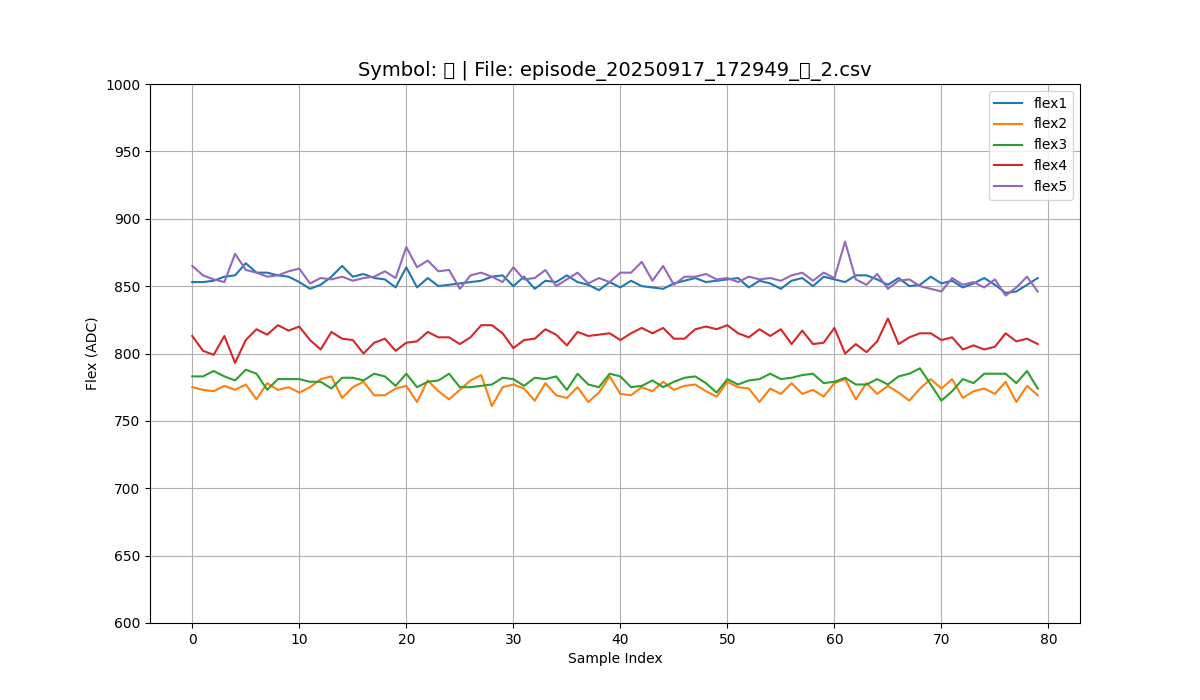 Symbol: | File: episode_20250917_172949_ _2.csv
1000
950
900
850
800
750
700
650
600
Flex (ADC)
flex1
flex2
flex3
flex4
flex5
0 10 20 30 40 50 60 70 80
Sample Index